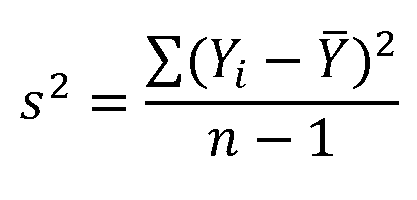 s² = ∑(Yᵢ − Ȳ)² / (n − 1)